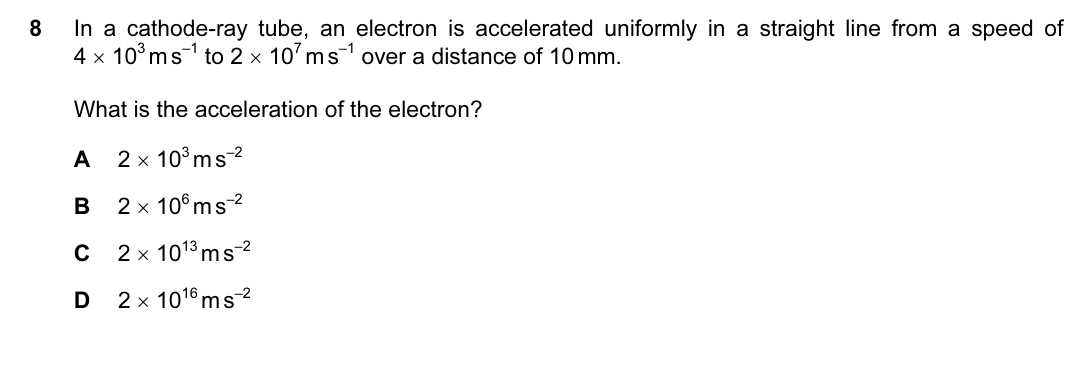 8 In a cathode-ray tube, an electron is accelerated uniformly in a straight line from a speed of
4 × 10³ m s⁻¹ to 2 × 10⁷ m s⁻¹ over a distance of 10 mm.
What is the acceleration of the electron?
A 2 × 10³ m s⁻²
B 2 × 10⁶ m s⁻²
C 2 × 10¹³ m s⁻²
D 2 × 10¹⁶ m s⁻²